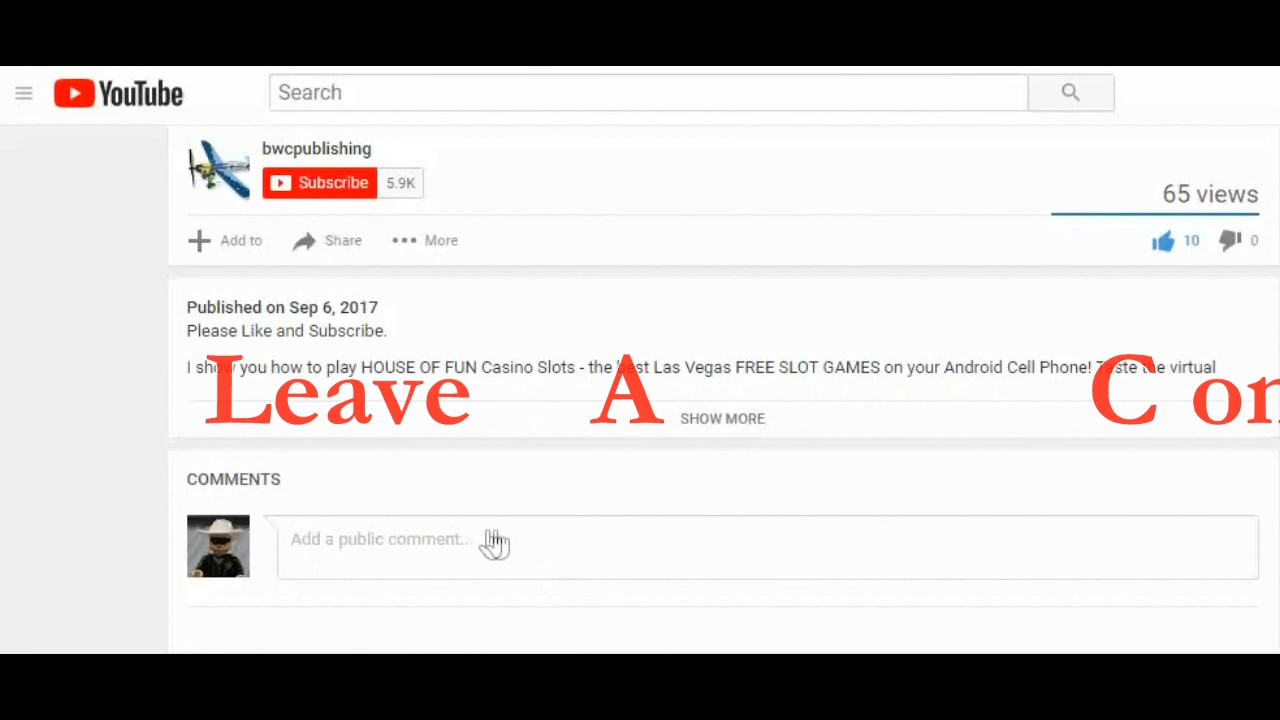 YouTube
Search
bwcpublishing
Subscribe 5.9K
65 views
Add to Share More
10 0
Published on Sep 6, 2017
Please Like and Subscribe.
I show you how to play HOUSE OF FUN Casino Slots - the best Las Vegas FREE SLOT GAMES on your Android Cell Phone! Taste the virtual
Leave A
SHOW MORE
COMMENTS
Add a public comment...